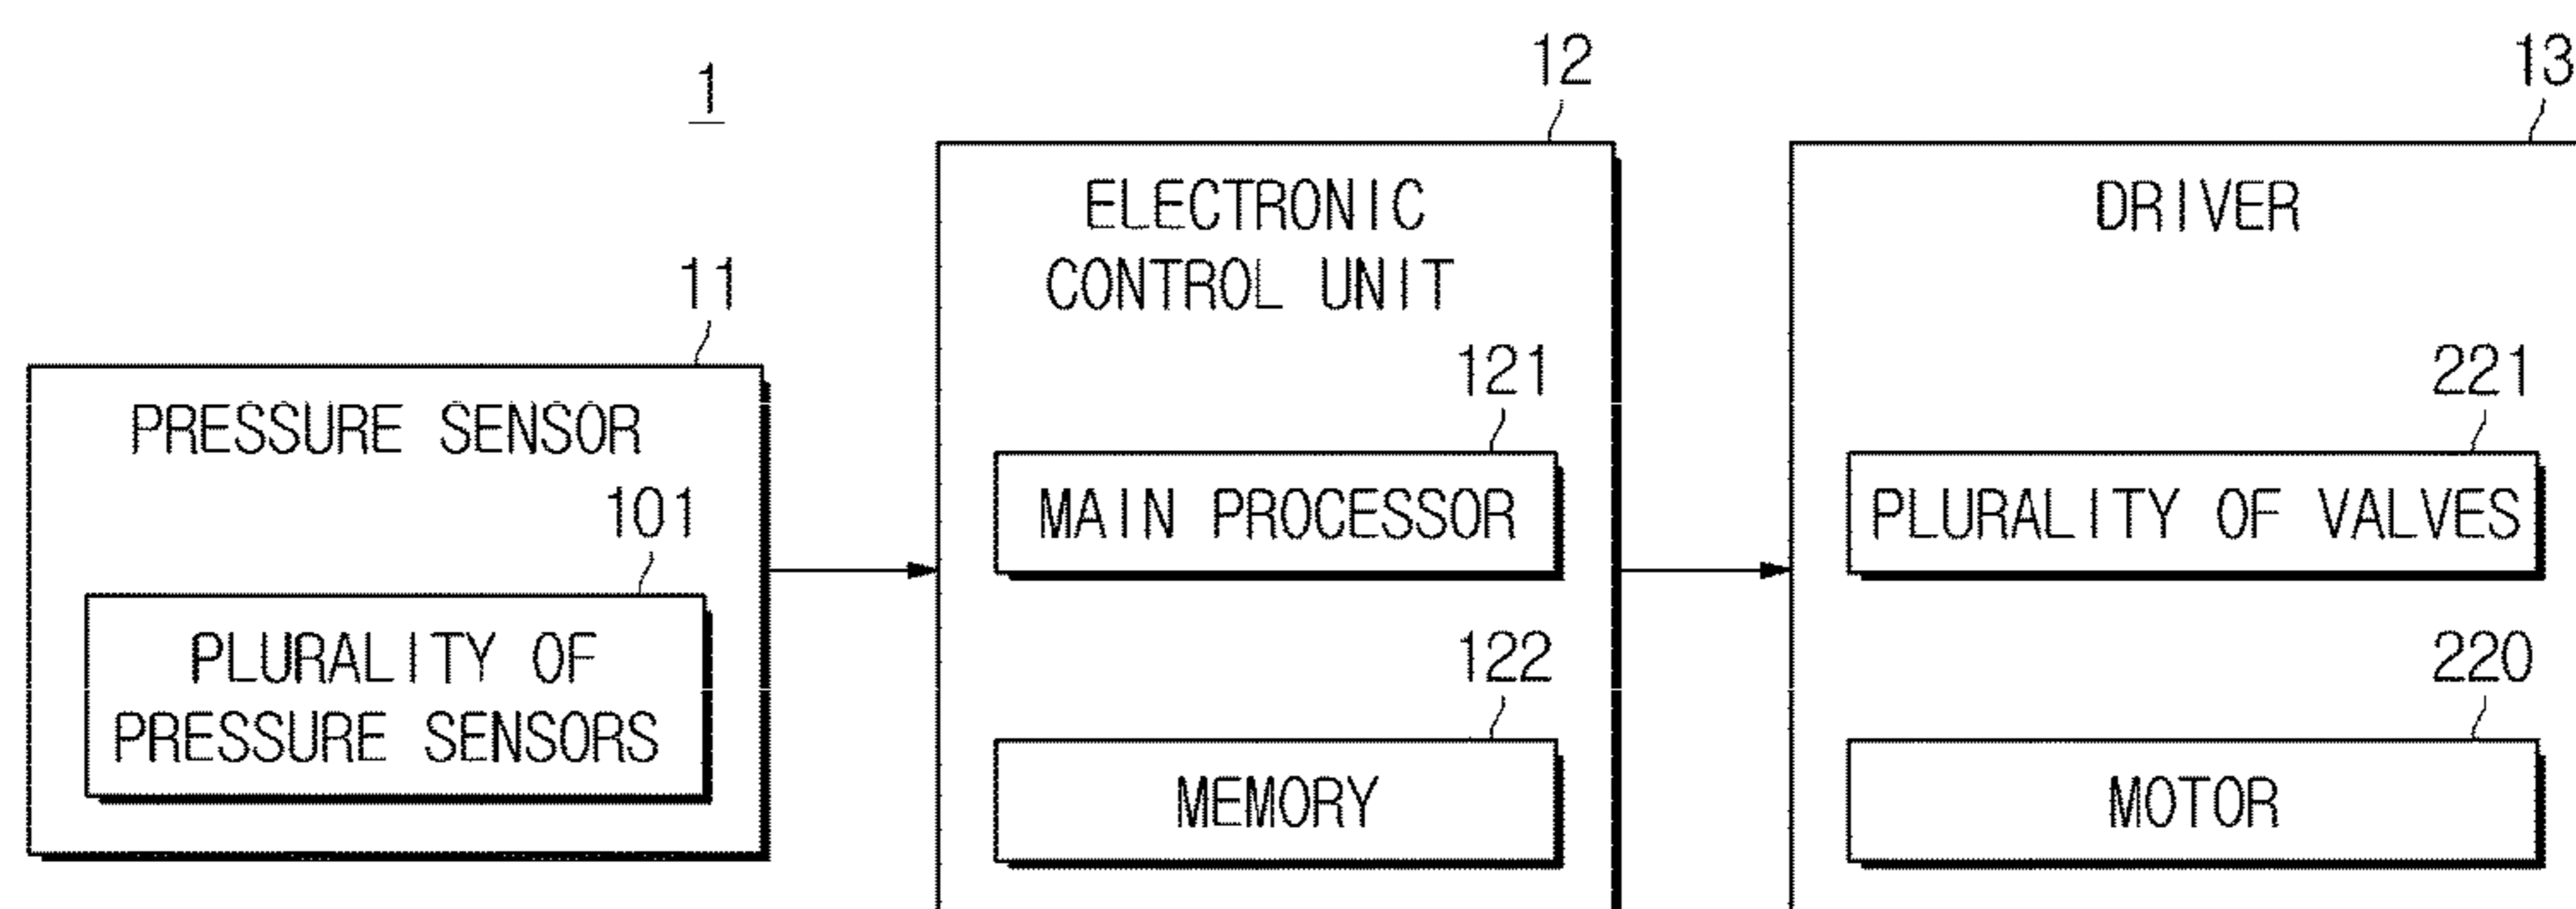 1
11
PRESSURE SENSOR
101
PLURALITY OF
PRESSURE SENSORS
12
ELECTRONIC
CONTROL UNIT
121
MAIN PROCESSOR
122
MEMORY
13
DRIVER
221
PLURALITY OF VALVES
220
MOTOR